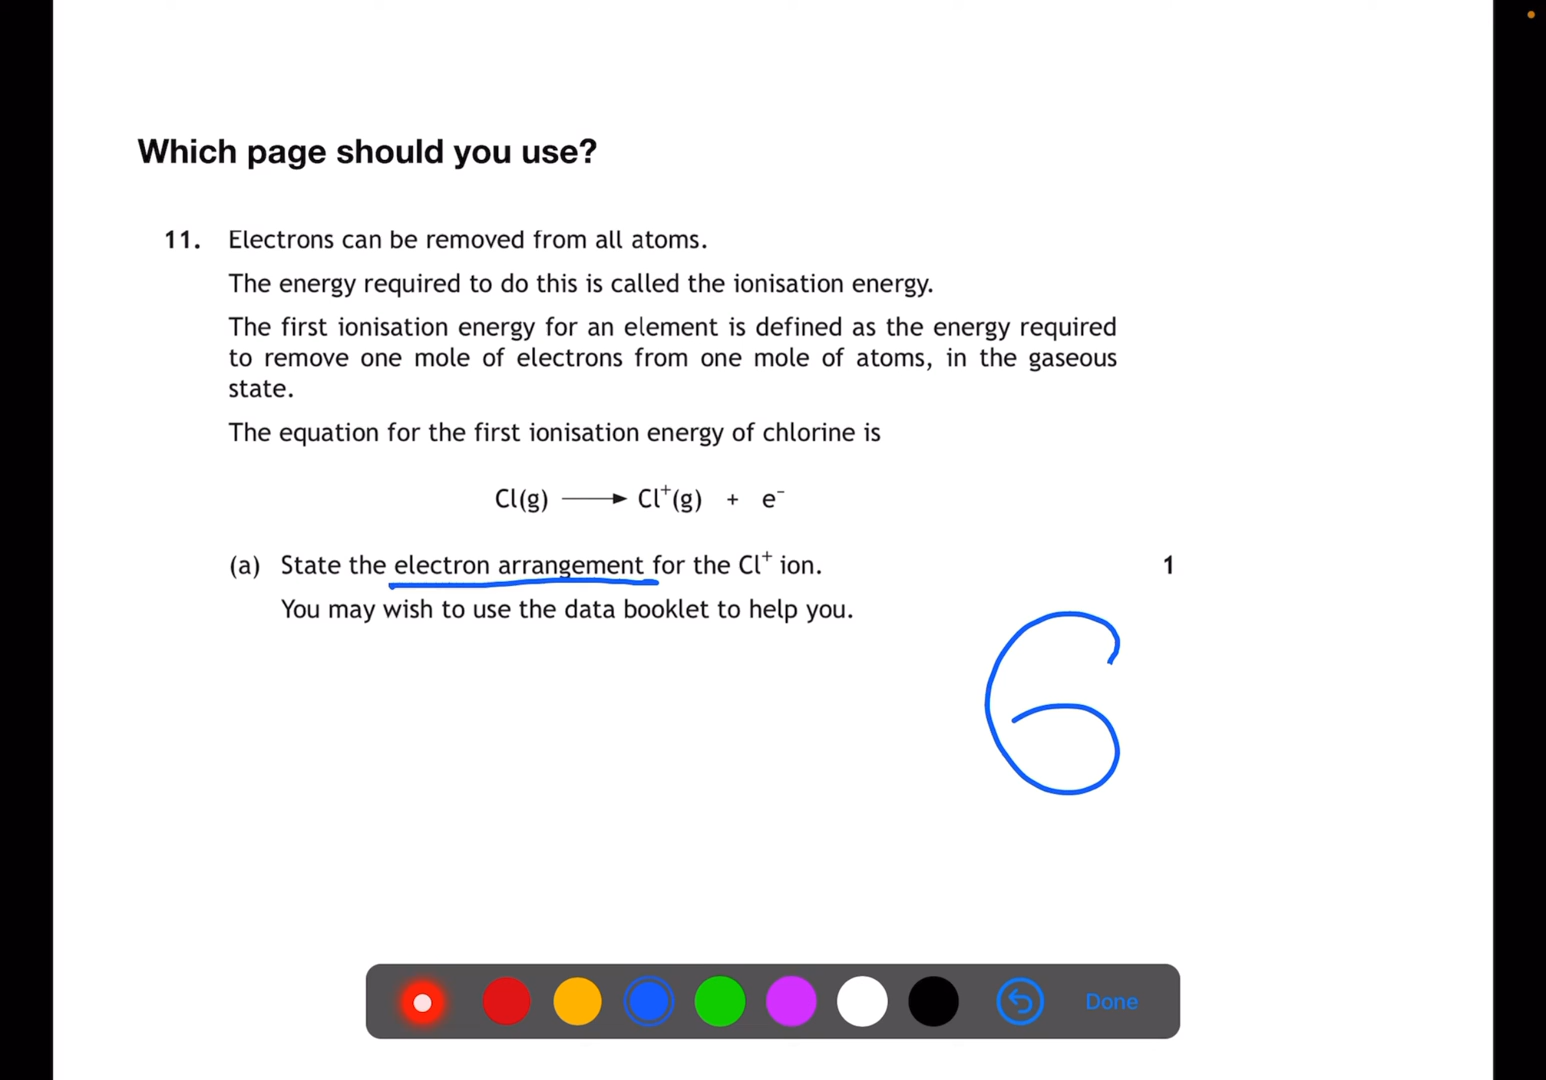 Which page should you use?
11. Electrons can be removed from all atoms.
The energy required to do this is called the ionisation energy.
The first ionisation energy for an element is defined as the energy required
to remove one mole of electrons from one mole of atoms, in the gaseous
state.
The equation for the first ionisation energy of chlorine is
Cl(g) ⟶ Cl⁺(g) + e⁻
(a) State the electron arrangement for the Cl⁺ ion. 1
You may wish to use the data booklet to help you.
6
Done